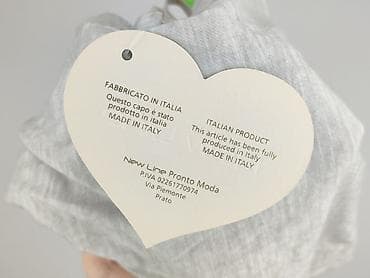 FABBRICATO IN ITALIA
Questo capo è stato
prodotto in italia
MADE IN ITALY
ITALIAN PRODUCT
This article has been fully
produced in Italy
MADE IN ITALY
New Line Pronto Moda
P.IVA 02261770974
Via Piemonte
Prato